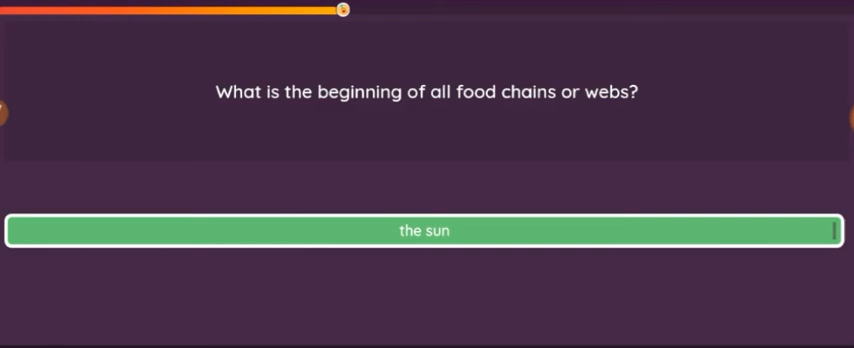 What is the beginning of all food chains or webs?
the sun